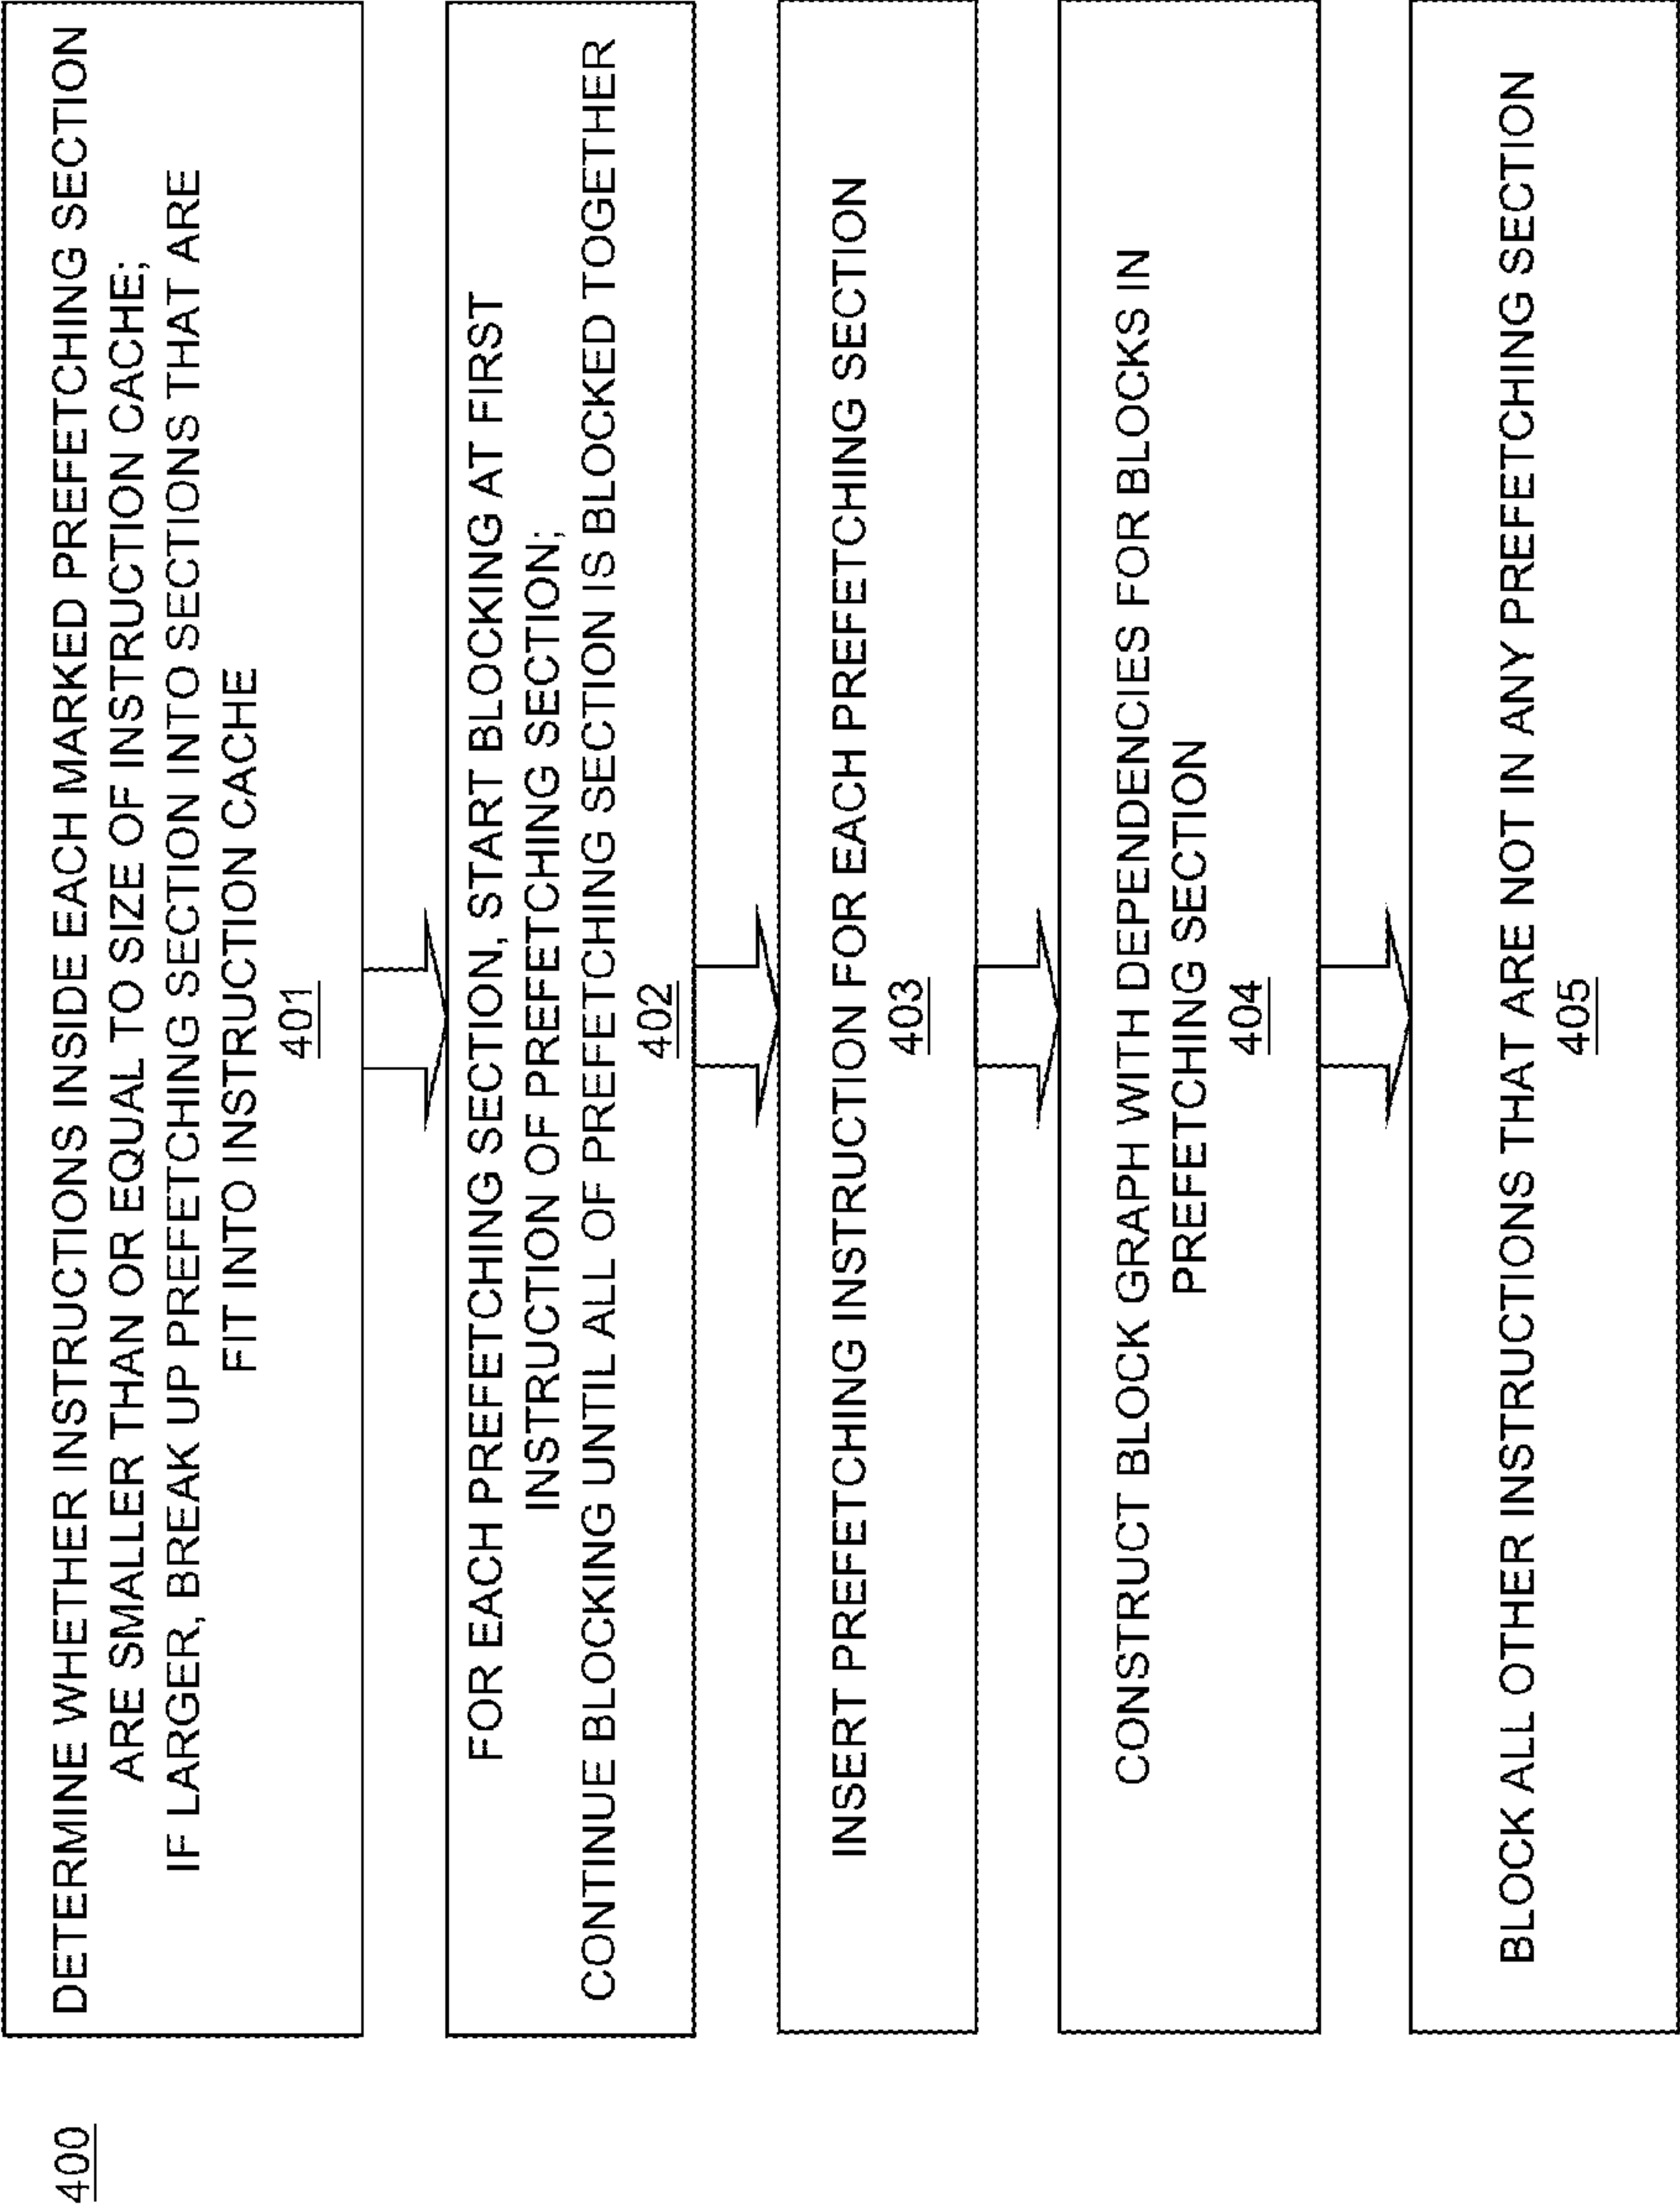 400
DETERMINE WHETHER INSTRUCTIONS INSIDE EACH MARKED PREFETCHING SECTION
ARE SMALLER THAN OR EQUAL TO SIZE OF INSTRUCTION CACHE;
IF LARGER, BREAK UP PREFETCHING SECTION INTO SECTIONS THAT ARE
FIT INTO INSTRUCTION CACHE
401
FOR EACH PREFETCHING SECTION, START BLOCKING AT FIRST
INSTRUCTION OF PREFETCHING SECTION;
CONTINUE BLOCKING UNTIL ALL OF PREFETCHING SECTION IS BLOCKED TOGETHER
402
INSERT PREFETCHING INSTRUCTION FOR EACH PREFETCHING SECTION
403
CONSTRUCT BLOCK GRAPH WITH DEPENDENCIES FOR BLOCKS IN
PREFETCHING SECTION
404
BLOCK ALL OTHER INSTRUCTIONS THAT ARE NOT IN ANY PREFETCHING SECTION
405